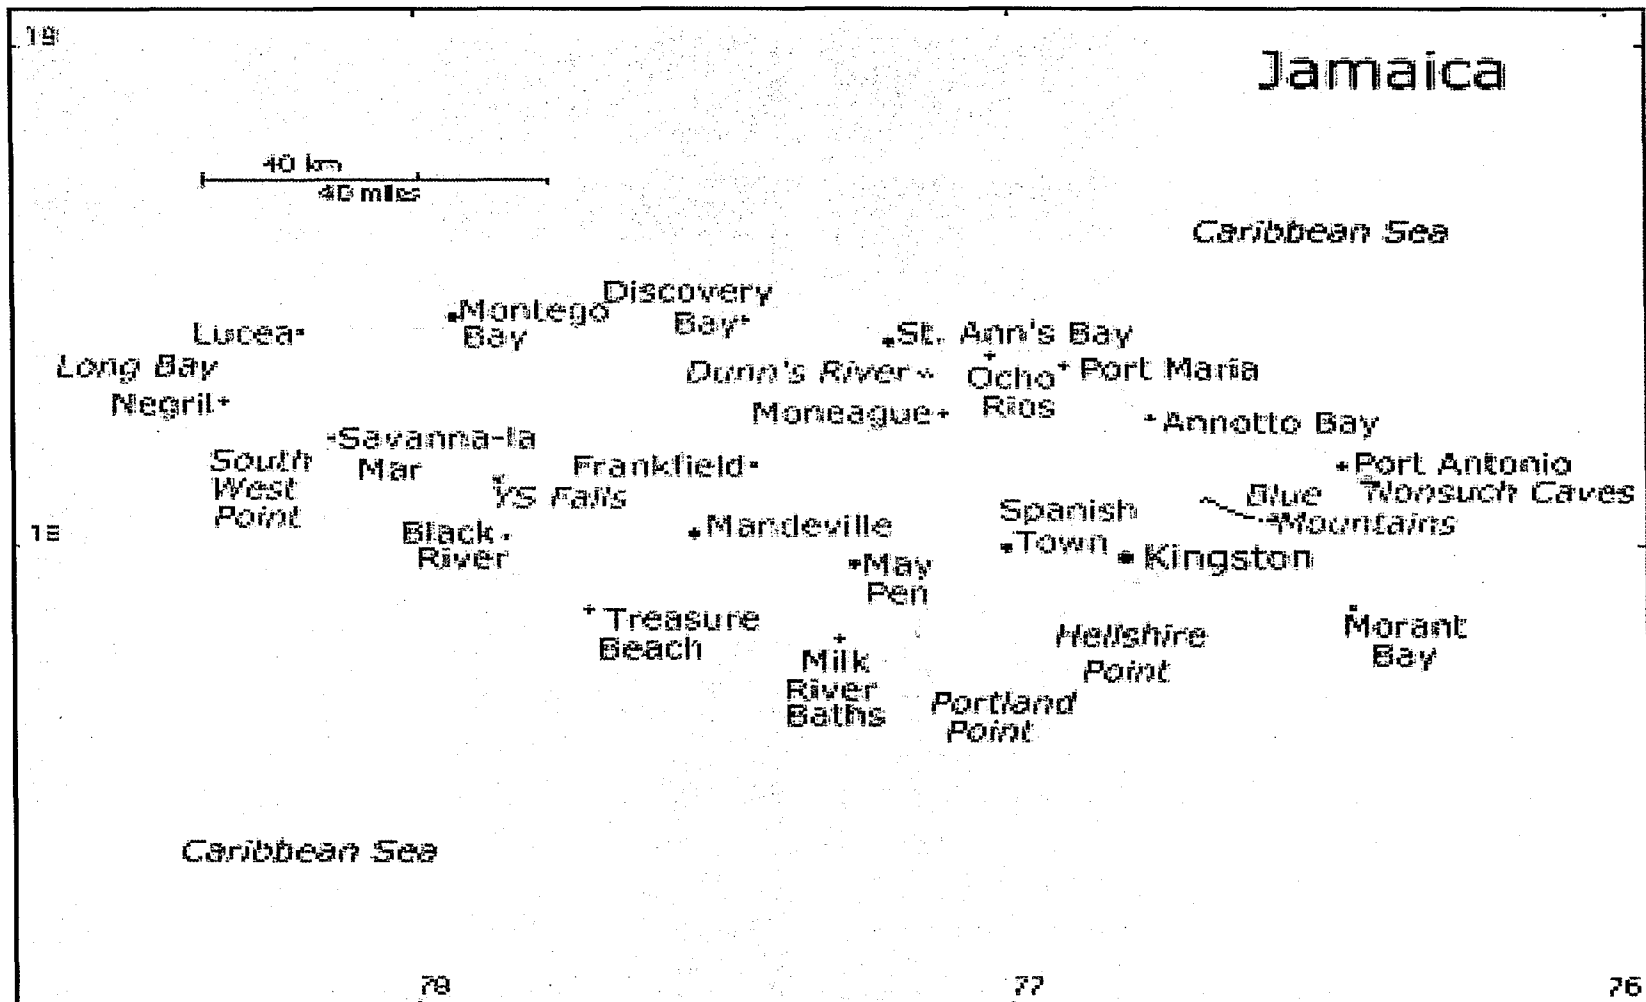 19
Jamaica
40 km
40 miles
Caribbean Sea
Discovery
Bay
Montego
Bay
Lucea
St. Ann's Bay
Long Bay
Dunn's River
Ocho
Rios
Port Maria
Negril
Moneague
Annotto Bay
Savanna-la
Mar
South
West
Point
Frankfield
YS Falls
Port Antonio
Nonsuch Caves
Blue
Mountains
Spanish
Town
18
Black
River
Mandeville
Kingston
May
Pen
Treasure
Beach
Milk
River
Baths
Hellshire
Point
Morant
Bay
Portland
Point
Caribbean Sea
78
77
76